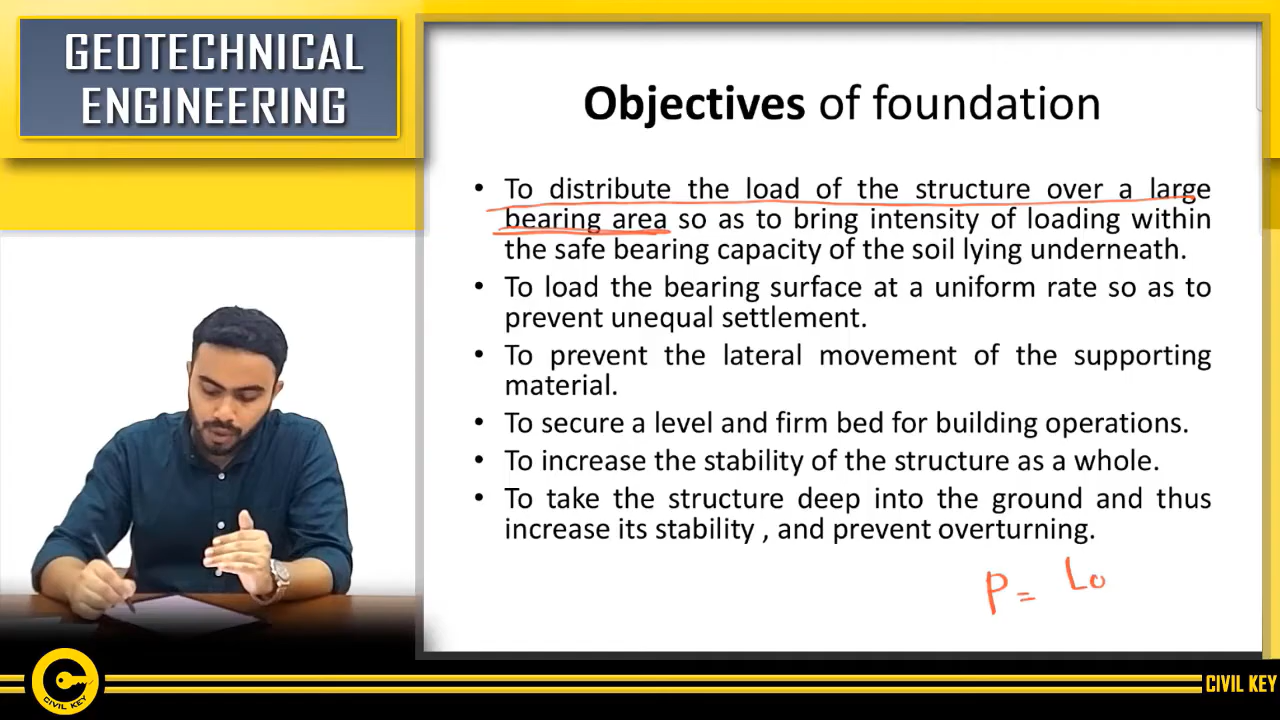 GEOTECHNICAL
ENGINEERING
Objectives of foundation
• To distribute the load of the structure over a large
bearing area so as to bring intensity of loading within
the safe bearing capacity of the soil lying underneath.
• To load the bearing surface at a uniform rate so as to
prevent unequal settlement.
• To prevent the lateral movement of the supporting
material.
• To secure a level and firm bed for building operations.
• To increase the stability of the structure as a whole.
• To take the structure deep into the ground and thus
increase its stability , and prevent overturning.
P = Lo
CIVIL KEY
CIVIL KEY